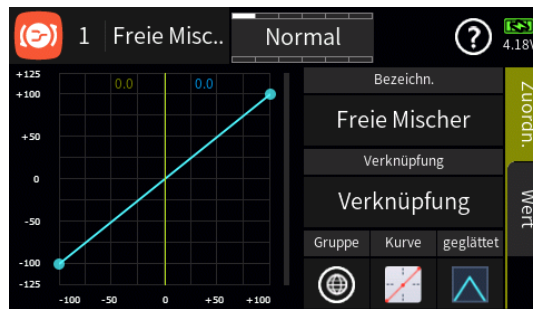 1 Freie Misc.. Normal ? 4.18V
+125
+100
+50
0
-50
-100
-125
0.0 0.0
-100 -50 0 +50 +100
Bezeichn.
Freie Mischer
Verknüpfung
Verknüpfung
Gruppe Kurve geglättet
Zuordn.
Wert